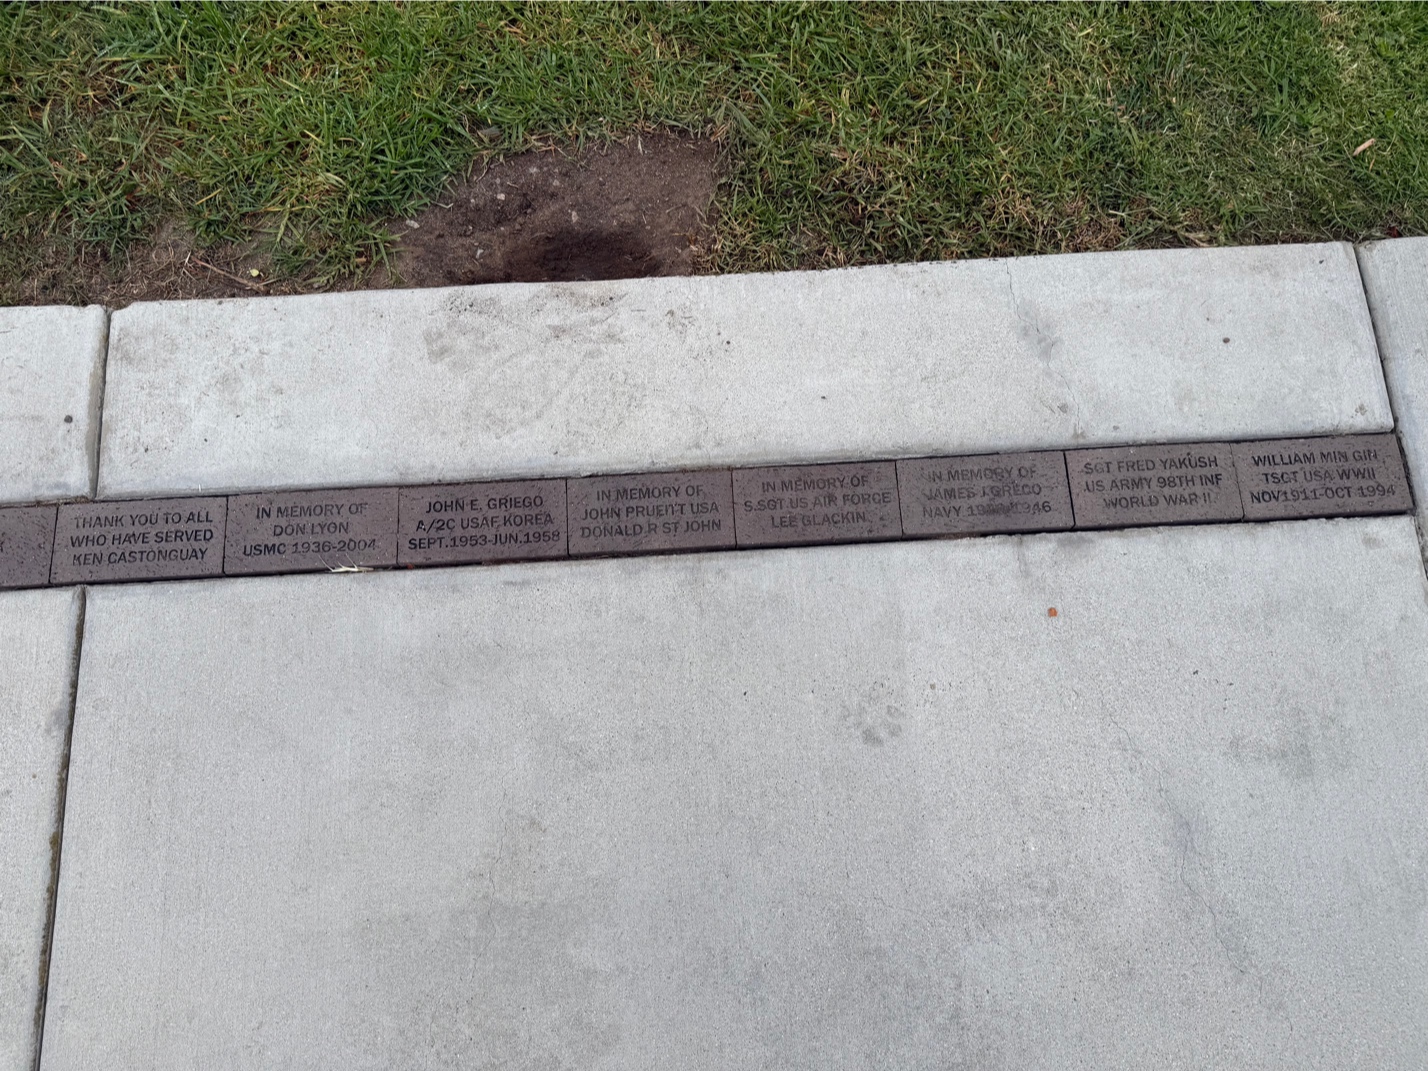 THANK YOU TO ALL
WHO HAVE SERVED
KEN CASTONGUAY
IN MEMORY OF
DON LYON
USMC 1936-2004
JOHN E. GRIEGO
A/2C USAF KOREA
SEPT.1953-JUN.1958
IN MEMORY OF
JOHN PRUEITT USA
DONALD R ST JOHN
IN MEMORY OF
S.SGT US AIR FORCE
LEE GLACKIN
IN MEMORY OF
JAMES J GRECO
NAVY
SGT FRED YAKUSH
US ARMY 98TH INF
WORLD WAR II
WILLIAM MIN GIN
TSGT USA WWII
NOV1911-OCT 1994